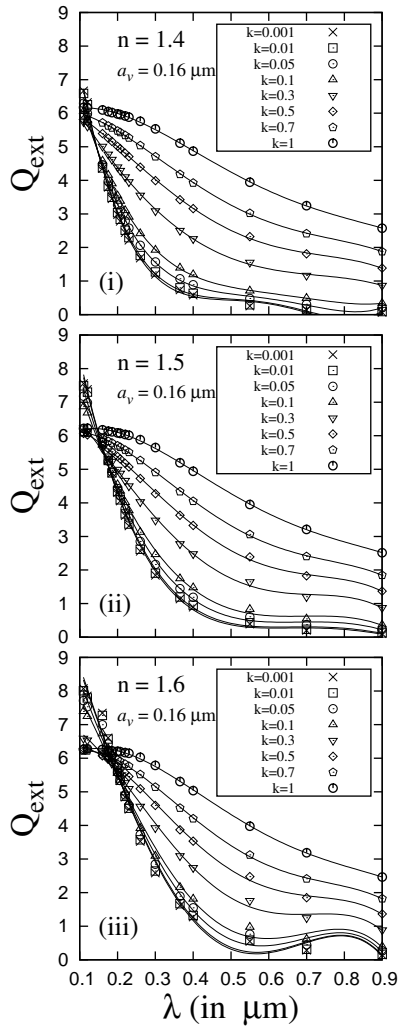 9
8
7
6
5
4
3
2
1
0
Q_ext
n = 1.4
a_v = 0.16 μm
k=0.001
k=0.01
k=0.05
k=0.1
k=0.3
k=0.5
k=0.7
k=1
(i)
9
8
7
6
5
4
3
2
1
0
Q_ext
n = 1.5
a_v = 0.16 μm
k=0.001
k=0.01
k=0.05
k=0.1
k=0.3
k=0.5
k=0.7
k=1
(ii)
9
8
7
6
5
4
3
2
1
0
Q_ext
n = 1.6
a_v = 0.16 μm
k=0.001
k=0.01
k=0.05
k=0.1
k=0.3
k=0.5
k=0.7
k=1
(iii)
0.1 0.2 0.3 0.4 0.5 0.6 0.7 0.8 0.9
λ (in μm)